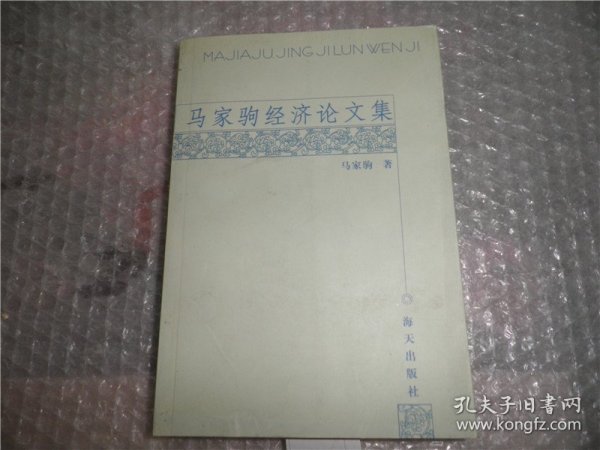 MAJIAJU JING JI LUN WEN JI
马家驹经济论文集
马家驹 著
海天出版社
孔夫子旧书网
www.kongfz.com